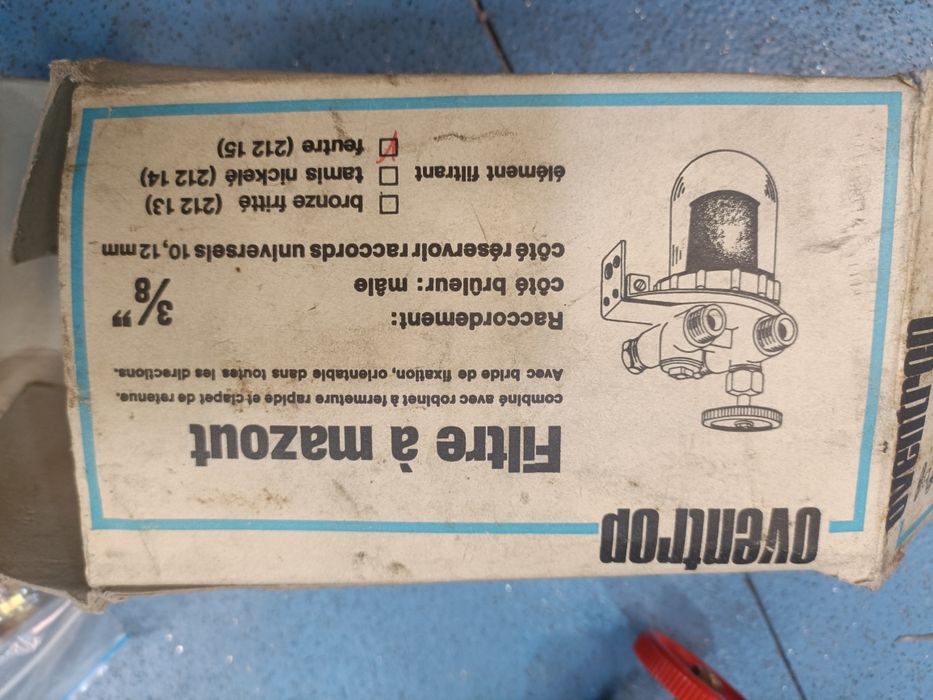 oventrop
Filtre à mazout
combiné avec robinet à fermeture rapide et clapet de retenue.
Avec bride de fixation, orientable dans toutes les directions.
Raccordement:
côté brûleur: mâle 3/8"
côté réservoir raccords universels 10, 12 mm
élément filtrant
bronze fritté (212 13)
tamis nickelé (212 14)
feutre (212 15)